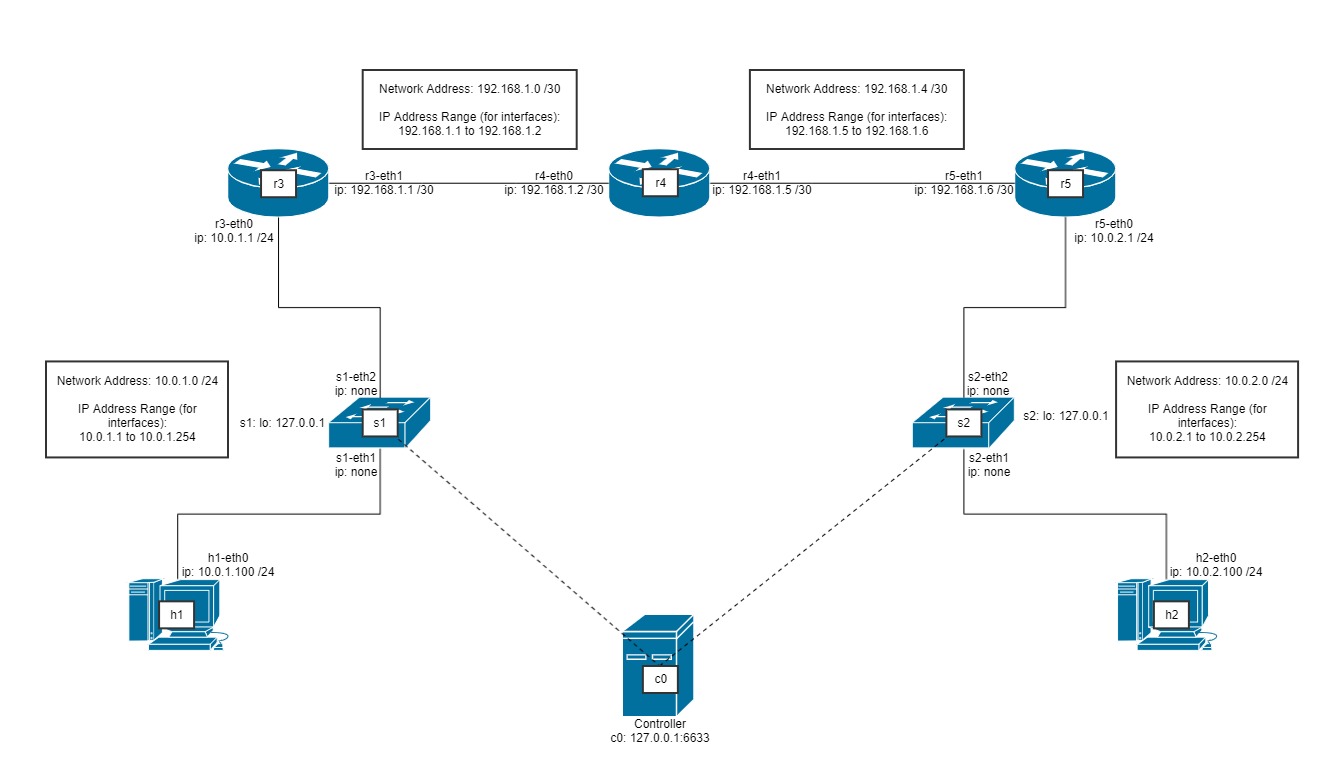 Network Address: 192.168.1.0 /30
IP Address Range (for interfaces):
192.168.1.1 to 192.168.1.2
Network Address: 192.168.1.4 /30
IP Address Range (for interfaces):
192.168.1.5 to 192.168.1.6
r3
r3-eth1
ip: 192.168.1.1 /30
r4-eth0
ip: 192.168.1.2 /30
r4
r4-eth1
ip: 192.168.1.5 /30
r5-eth1
ip: 192.168.1.6 /30
r5
r3-eth0
ip: 10.0.1.1 /24
r5-eth0
ip: 10.0.2.1 /24
Network Address: 10.0.1.0 /24
IP Address Range (for
interfaces):
10.0.1.1 to 10.0.1.254
s1-eth2
ip: none
s1: lo: 127.0.0.1
s1
s1-eth1
ip: none
s2-eth2
ip: none
s2
s2: lo: 127.0.0.1
s2-eth1
ip: none
Network Address: 10.0.2.0 /24
IP Address Range (for
interfaces):
10.0.2.1 to 10.0.2.254
h1-eth0
ip: 10.0.1.100 /24
h1
h2-eth0
ip: 10.0.2.100 /24
h2
c0
Controller
c0: 127.0.0.1:6633